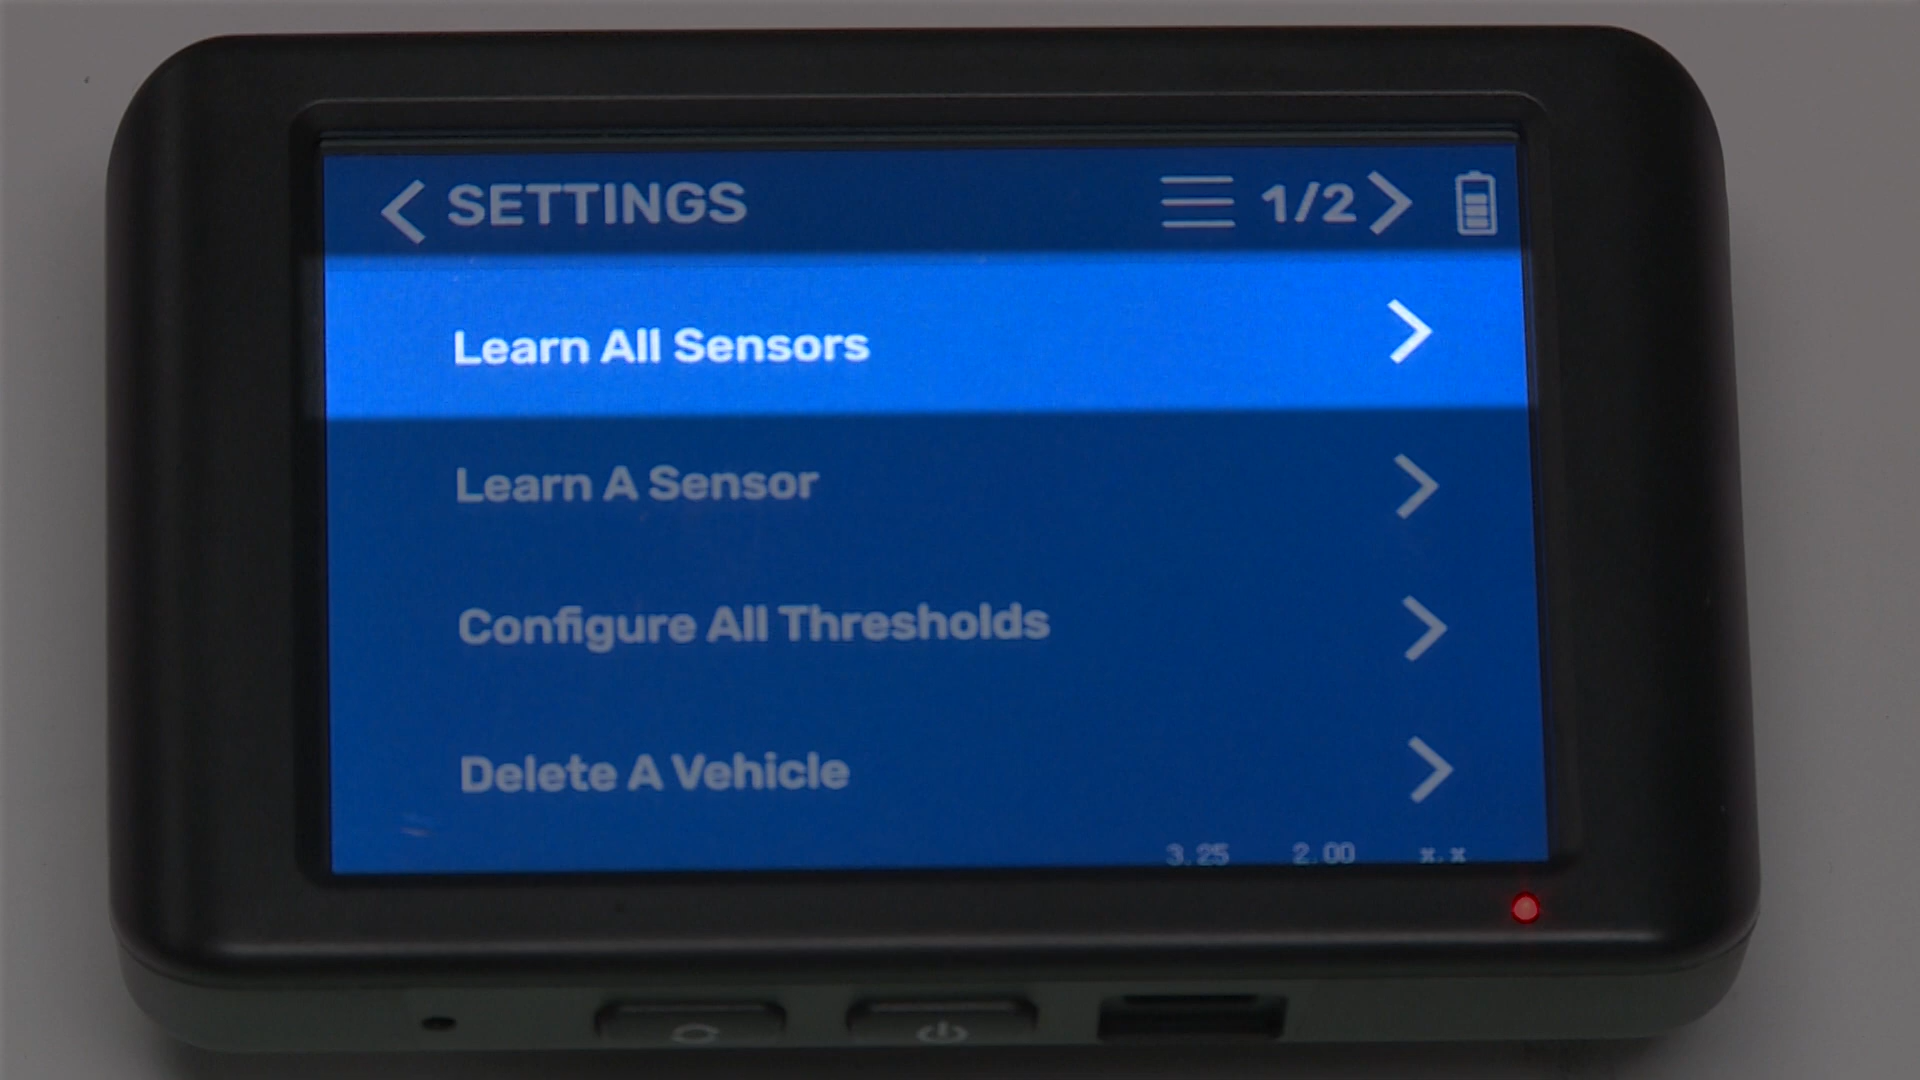 SETTINGS 1/2
Learn All Sensors
Learn A Sensor
Configure All Thresholds
Delete A Vehicle
3.25 2.00 x.x